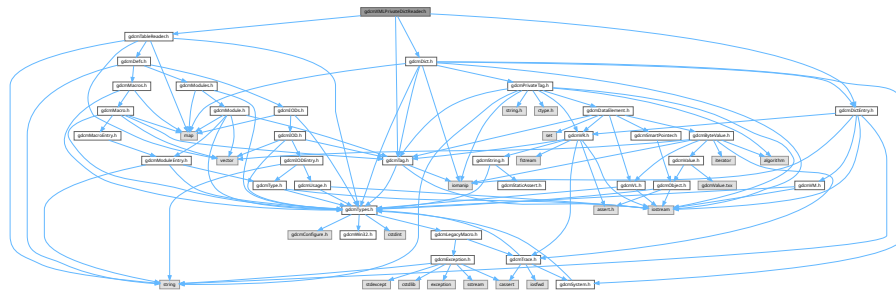 gdcmXMLPrivateDictReader.h
gdcmTableReader.h
gdcmDefs.h
gdcmDict.h
gdcmMacros.h
gdcmModules.h
gdcmPrivateTag.h
gdcmMacro.h
gdcmModule.h
gdcmIODs.h
string.h
ctype.h
gdcmDataElement.h
gdcmDictEntry.h
gdcmMacroEntry.h
map
gdcmIOD.h
set
gdcmVR.h
gdcmSmartPointer.h
gdcmByteValue.h
gdcmModuleEntry.h
vector
gdcmIODEntry.h
gdcmTag.h
gdcmString.h
fstream
gdcmValue.h
iterator
algorithm
gdcmType.h
gdcmUsage.h
iomanip
gdcmStaticAssert.h
gdcmVL.h
gdcmObject.h
gdcmValue.txx
gdcmVM.h
gdcmTypes.h
assert.h
iostream
gdcmConfigure.h
gdcmWin32.h
cstdint
gdcmLegacyMacro.h
gdcmException.h
gdcmTrace.h
string
stdexcept
cstdlib
exception
sstream
cassert
iosfwd
gdcmSystem.h